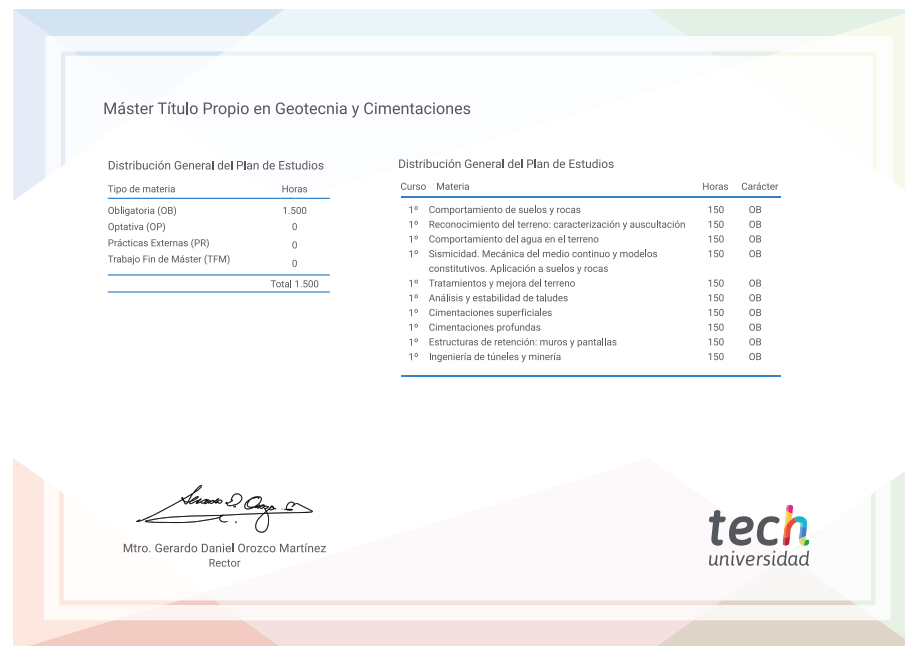 Máster Título Propio en Geotecnia y Cimentaciones
Distribución General del Plan de Estudios
Tipo de materia Horas
Obligatoria (OB) 1.500
Optativa (OP) 0
Prácticas Externas (PR) 0
Trabajo Fin de Máster (TFM) 0
Total 1.500
Distribución General del Plan de Estudios
Curso Materia Horas Carácter
1º Comportamiento de suelos y rocas 150 OB
1º Reconocimiento del terreno: caracterización y auscultación 150 OB
1º Comportamiento del agua en el terreno 150 OB
1º Sismicidad. Mecánica del medio continuo y modelos 150 OB
constitutivos. Aplicación a suelos y rocas
1º Tratamientos y mejora del terreno 150 OB
1º Análisis y estabilidad de taludes 150 OB
1º Cimentaciones superficiales 150 OB
1º Cimentaciones profundas 150 OB
1º Estructuras de retención: muros y pantallas 150 OB
1º Ingeniería de túneles y minería 150 OB
Mtro. Gerardo Daniel Orozco Martínez
Rector
tech
universidad